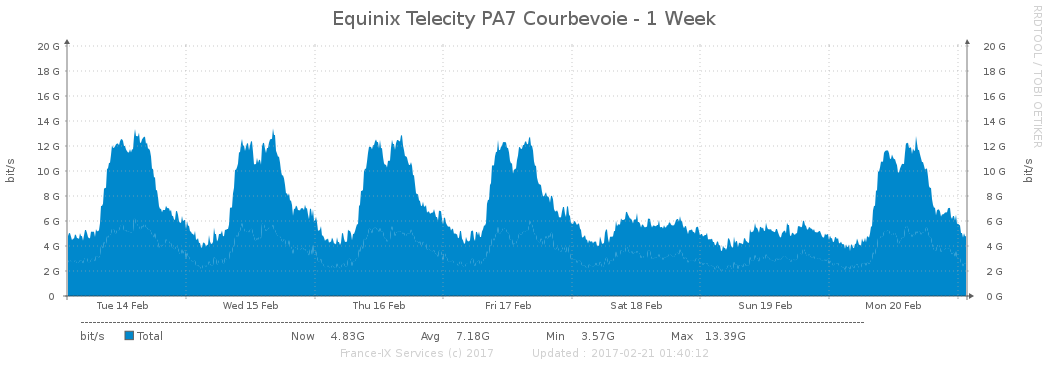 Equinix Telecity PA7 Courbevoie - 1 Week
RRDTOOL / TOBI OETIKER
bit/s
20 G 20 G
18 G 18 G
16 G 16 G
14 G 14 G
12 G 12 G
10 G 10 G
8 G 8 G
6 G 6 G
4 G 4 G
2 G 2 G
0 0 G
bit/s
Tue 14 Feb Wed 15 Feb Thu 16 Feb Fri 17 Feb Sat 18 Feb Sun 19 Feb Mon 20 Feb
bit/s Total Now 4.83G Avg 7.18G Min 3.57G Max 13.39G
France-IX Services (c) 2017 Updated : 2017-02-21 01:40:12